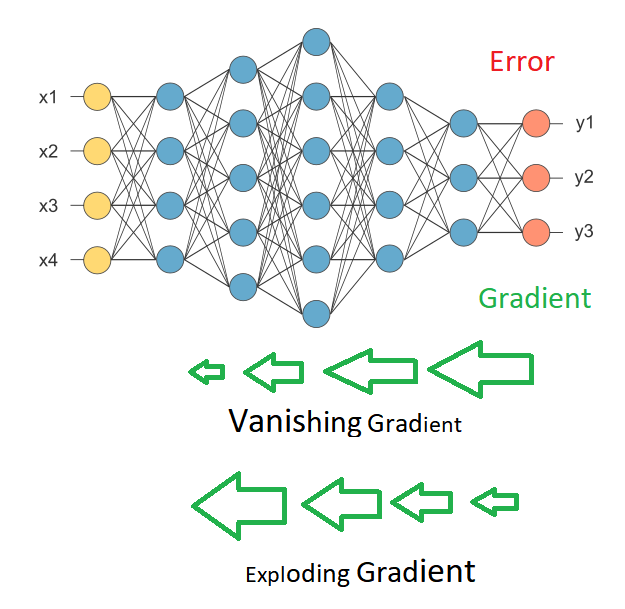 Error
x1
y1
x2
y2
x3
y3
x4
Gradient
Vanishing Gradient
Exploding Gradient